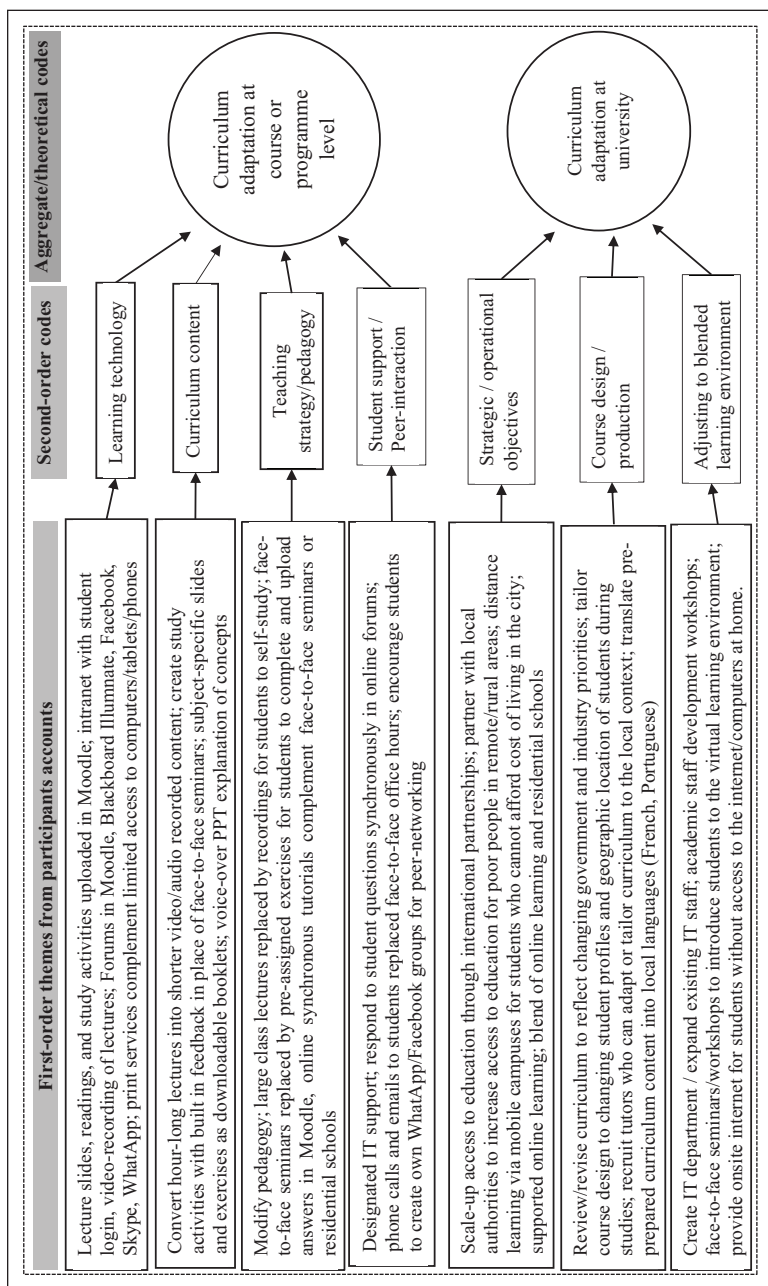 First-order themes from participants accounts
Second-order codes
Aggregate/theoretical codes
Lecture slides, readings, and study activities uploaded in Moodle; intranet with student
login, video-recording of lectures; Forums in Moodle, Blackboard Illumnate, Facebook,
Skype, WhatApp; print services complement limited access to computers/tablets/phones
Learning technology
Convert hour-long lectures into shorter video/audio recorded content; create study
activities with built in feedback in place of face-to-face seminars; subject-specific slides
and exercises as downloadable booklets; voice-over PPT explanation of concepts
Curriculum content
Modify pedagogy; large class lectures replaced by recordings for students to self-study; face-
to-face seminars replaced by pre-assigned exercises for students to complete and upload
answers in Moodle, online synchronous tutorials complement face-to-face seminars or
residential schools
Teaching
strategy/pedagogy
Designated IT support; respond to student questions synchronously in online forums;
phone calls and emails to students replaced face-to-face office hours; encourage students
to create own WhatApp/Facebook groups for peer-networking
Student support /
Peer-interaction
Curriculum
adaptation at
course or
programme
level
Scale-up access to education through international partnerships; partner with local
authorities to increase access to education for poor people in remote/rural areas; distance
learning via mobile campuses for students who cannot afford cost of living in the city;
supported online learning; blend of online learning and residential schools
Strategic / operational
objectives
Review/revise curriculum to reflect changing government and industry priorities; tailor
course design to changing student profiles and geographic location of students during
studies; recruit tutors who can adapt or tailor curriculum to the local context; translate pre-
prepared curriculum content into local languages (French, Portuguese)
Course design /
production
Create IT department / expand existing IT staff; academic staff development workshops;
face-to-face seminars/workshops to introduce students to the virtual learning environment;
provide onsite internet for students without access to the internet/computers at home.
Adjusting to blended
learning environment
Curriculum
adaptation at
university